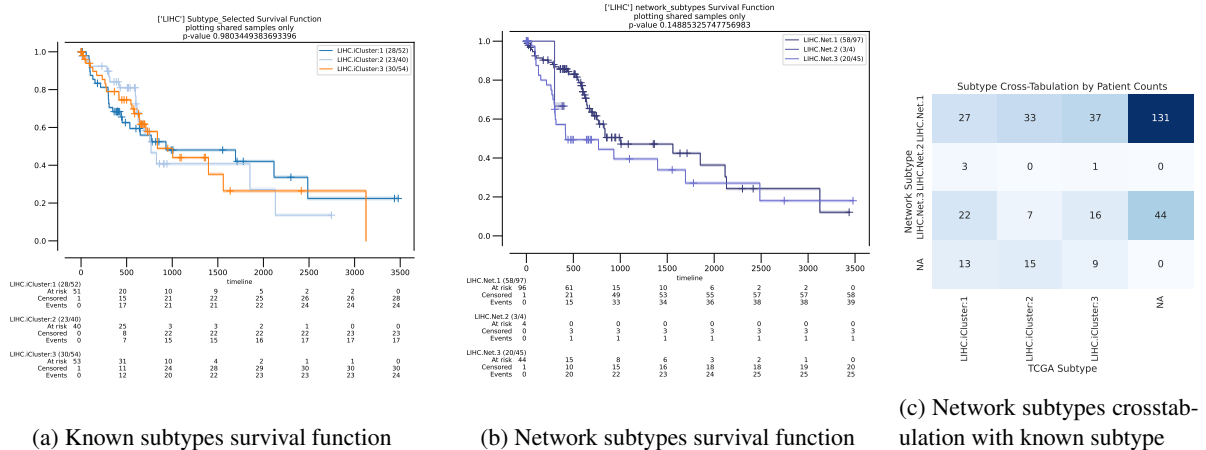 ['LIHC'] Subtype_Selected Survival Function
plotting shared samples only
p-value 0.9803449383693396
LIHC.iCluster:1 (28/52)
LIHC.iCluster:2 (23/40)
LIHC.iCluster:3 (30/54)
1.0
0.8
0.6
0.4
0.2
0.0
0 500 1000 1500 2000 2500 3000 3500
timeline
LIHC.iCluster:1 (28/52)
At risk 51 20 10 9 5 2 2 0
Censored 1 15 21 22 25 26 26 28
Events 0 17 21 21 22 24 24 24
LIHC.iCluster:2 (23/40)
At risk 40 25 3 3 2 1 0 0
Censored 0 8 22 22 22 22 23 23
Events 0 7 15 15 16 17 17 17
LIHC.iCluster:3 (30/54)
At risk 53 31 10 4 2 1 1 0
Censored 1 11 24 28 29 30 30 30
Events 0 12 20 22 23 23 23 24
(a) Known subtypes survival function
['LIHC'] network_subtypes Survival Function
plotting shared samples only
p-value 0.14885325747756983
LIHC.Net.1 (58/97)
LIHC.Net.2 (3/4)
LIHC.Net.3 (20/45)
1.0
0.8
0.6
0.4
0.2
0.0
0 500 1000 1500 2000 2500 3000 3500
timeline
LIHC.Net.1 (58/97)
At risk 96 61 15 10 6 2 2 0
Censored 1 21 49 53 55 57 57 58
Events 0 15 33 34 36 38 38 39
LIHC.Net.2 (3/4)
At risk 4 0 0 0 0 0 0 0
Censored 0 3 3 3 3 3 3 3
Events 0 1 1 1 1 1 1 1
LIHC.Net.3 (20/45)
At risk 44 15 8 6 3 2 1 0
Censored 1 10 15 16 18 18 19 20
Events 0 20 22 23 24 25 25 25
(b) Network subtypes survival function
Subtype Cross-Tabulation by Patient Counts
Network Subtype
LIHC.Net.1 27 33 37 131
LIHC.Net.2 3 0 1 0
LIHC.Net.3 22 7 16 44
NA 13 15 9 0
LIHC.iCluster:1 LIHC.iCluster:2 LIHC.iCluster:3 NA
TCGA Subtype
(c) Network subtypes crosstab-
ulation with known subtype